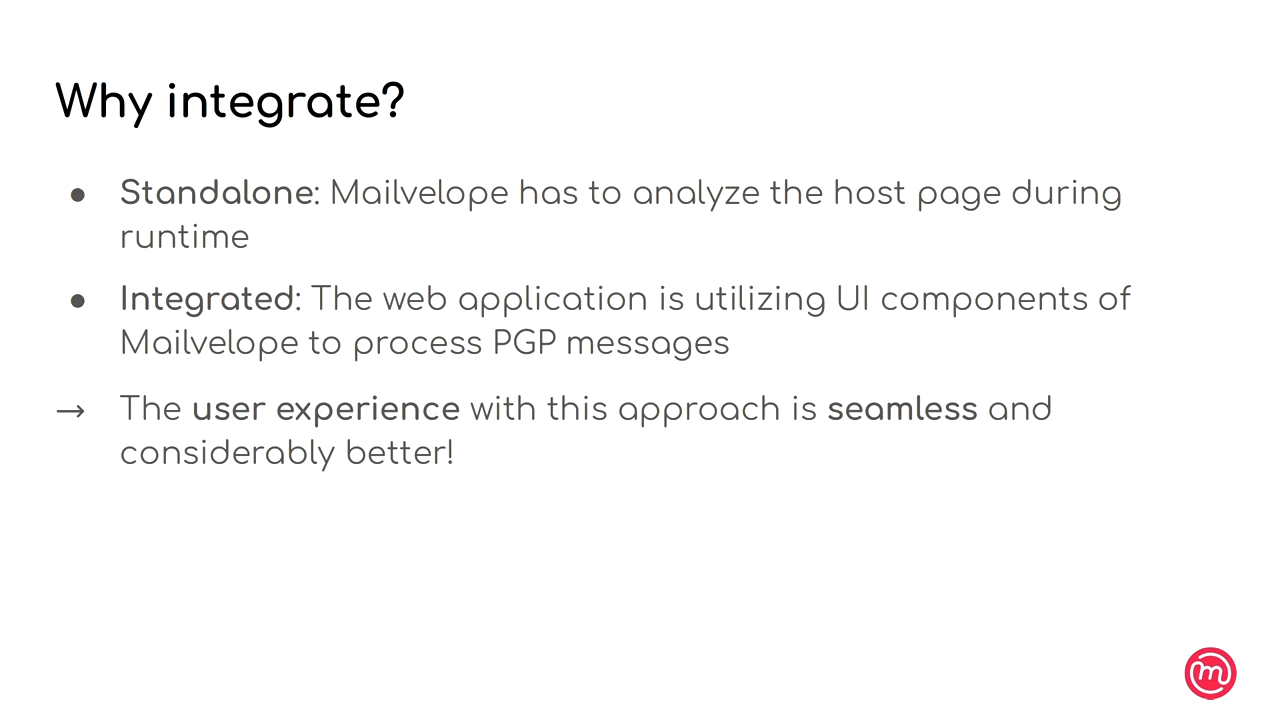 Why integrate?
● Standalone: Mailvelope has to analyze the host page during
runtime
● Integrated: The web application is utilizing UI components of
Mailvelope to process PGP messages
→ The user experience with this approach is seamless and
considerably better!
m